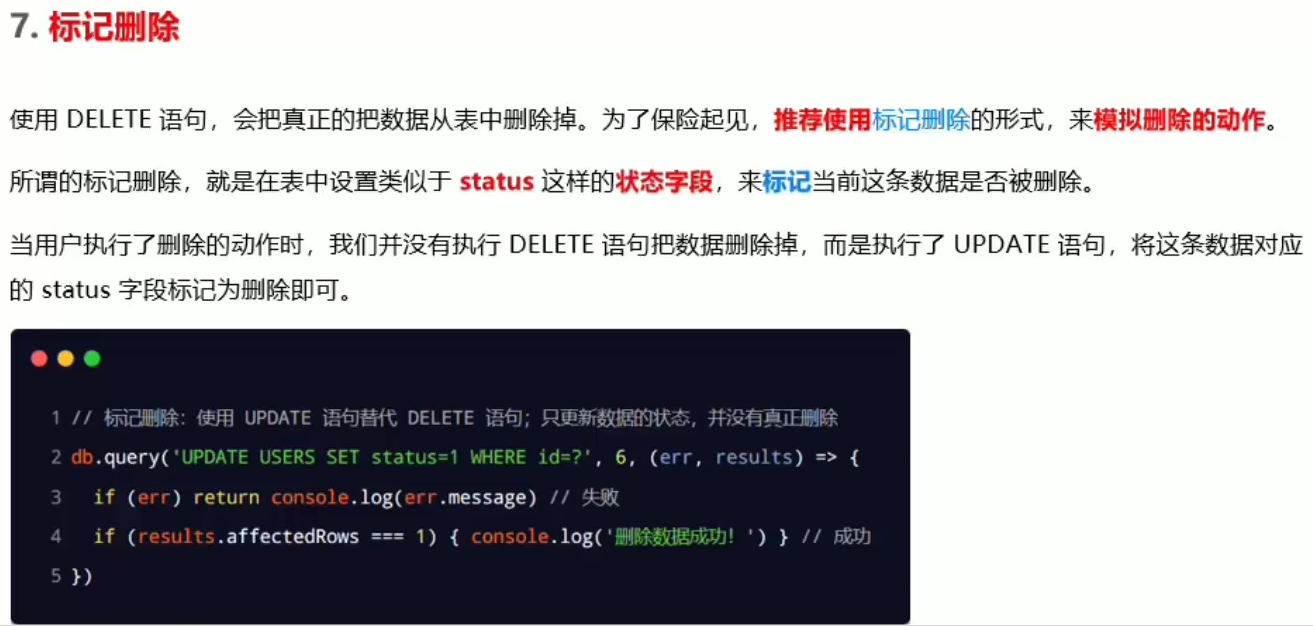 7. 标记删除
使用 DELETE 语句，会把真正的把数据从表中删除掉。为了保险起见，推荐使用标记删除的形式，来模拟删除的动作。
所谓的标记删除，就是在表中设置类似于 status 这样的状态字段，来标记当前这条数据是否被删除。
当用户执行了删除的动作时，我们并没有执行 DELETE 语句把数据删除掉，而是执行了 UPDATE 语句，将这条数据对应
的 status 字段标记为删除即可。
1 // 标记删除：使用 UPDATE 语句替代 DELETE 语句；只更新数据的状态，并没有真正删除
2 db.query('UPDATE USERS SET status=1 WHERE id=?', 6, (err, results) => {
3   if (err) return console.log(err.message) // 失败
4   if (results.affectedRows === 1) { console.log('删除数据成功！') } // 成功
5 })